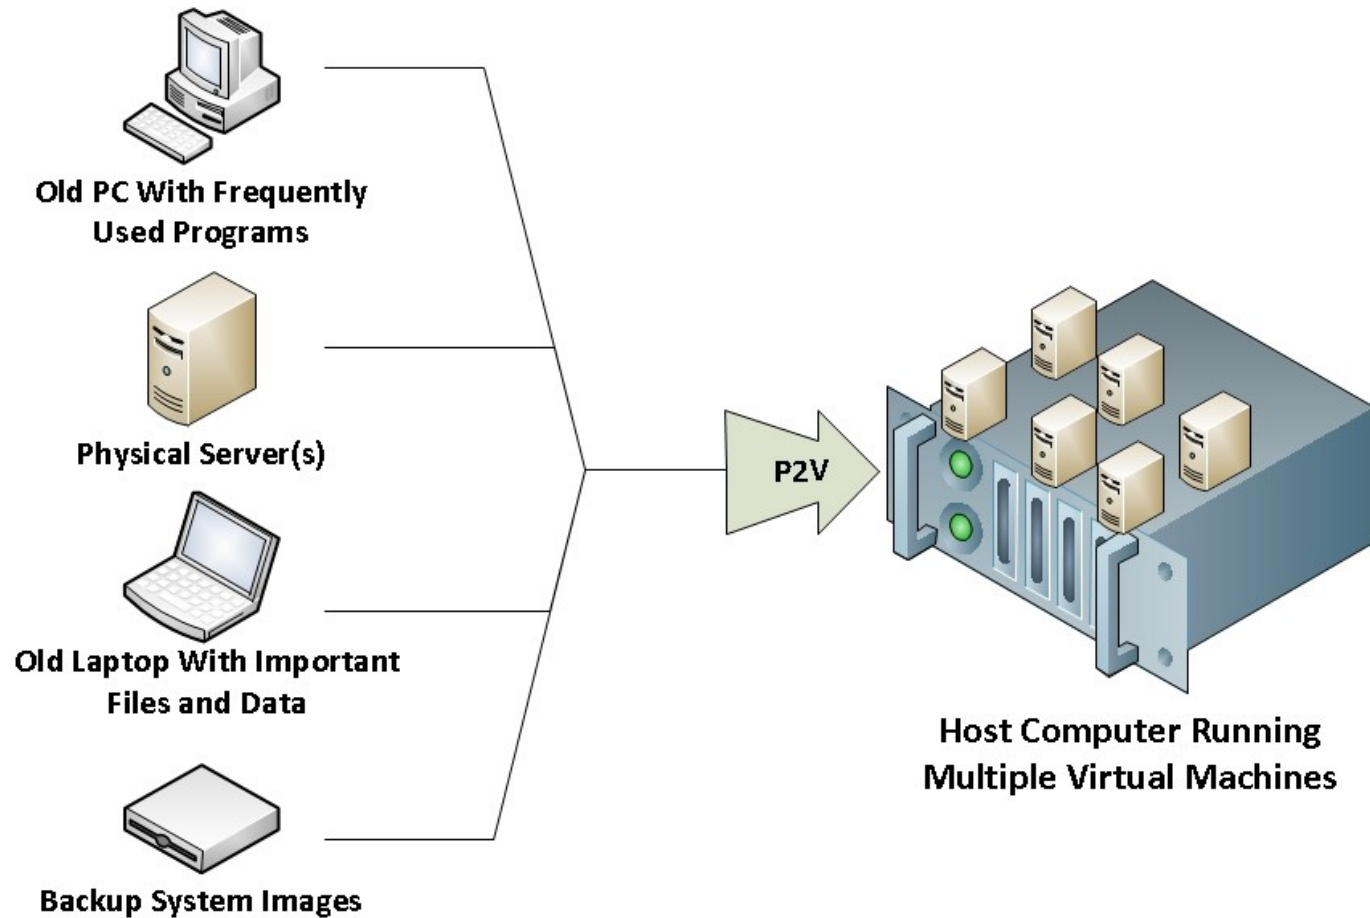 Old PC With Frequently
Used Programs
Physical Server(s)
Old Laptop With Important
Files and Data
Backup System Images
P2V
Host Computer Running
Multiple Virtual Machines